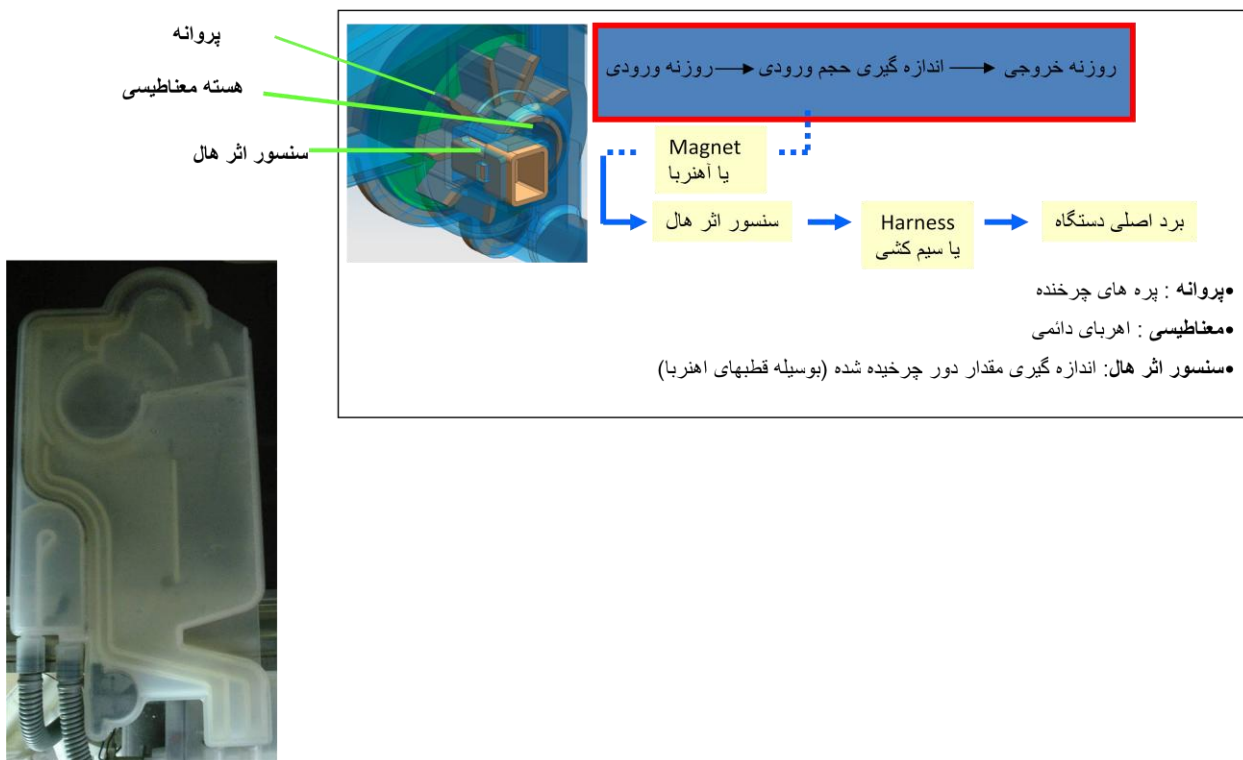 پروانه
هسته معناطیسی
سنسور اثر هال
روزنه ورودی
اندازه گیری حجم ورودی
روزنه خروجی
Magnet
یا آهنربا
سنسور اثر هال
Harness
یا سیم کشی
برد اصلی دستگاه
•پروانه : پره های چرخنده
•معناطیسی : اهربای دائمی
•سنسور اثر هال: اندازه گیری مقدار دور چرخیده شده (بوسیله قطبهای اهنربا)